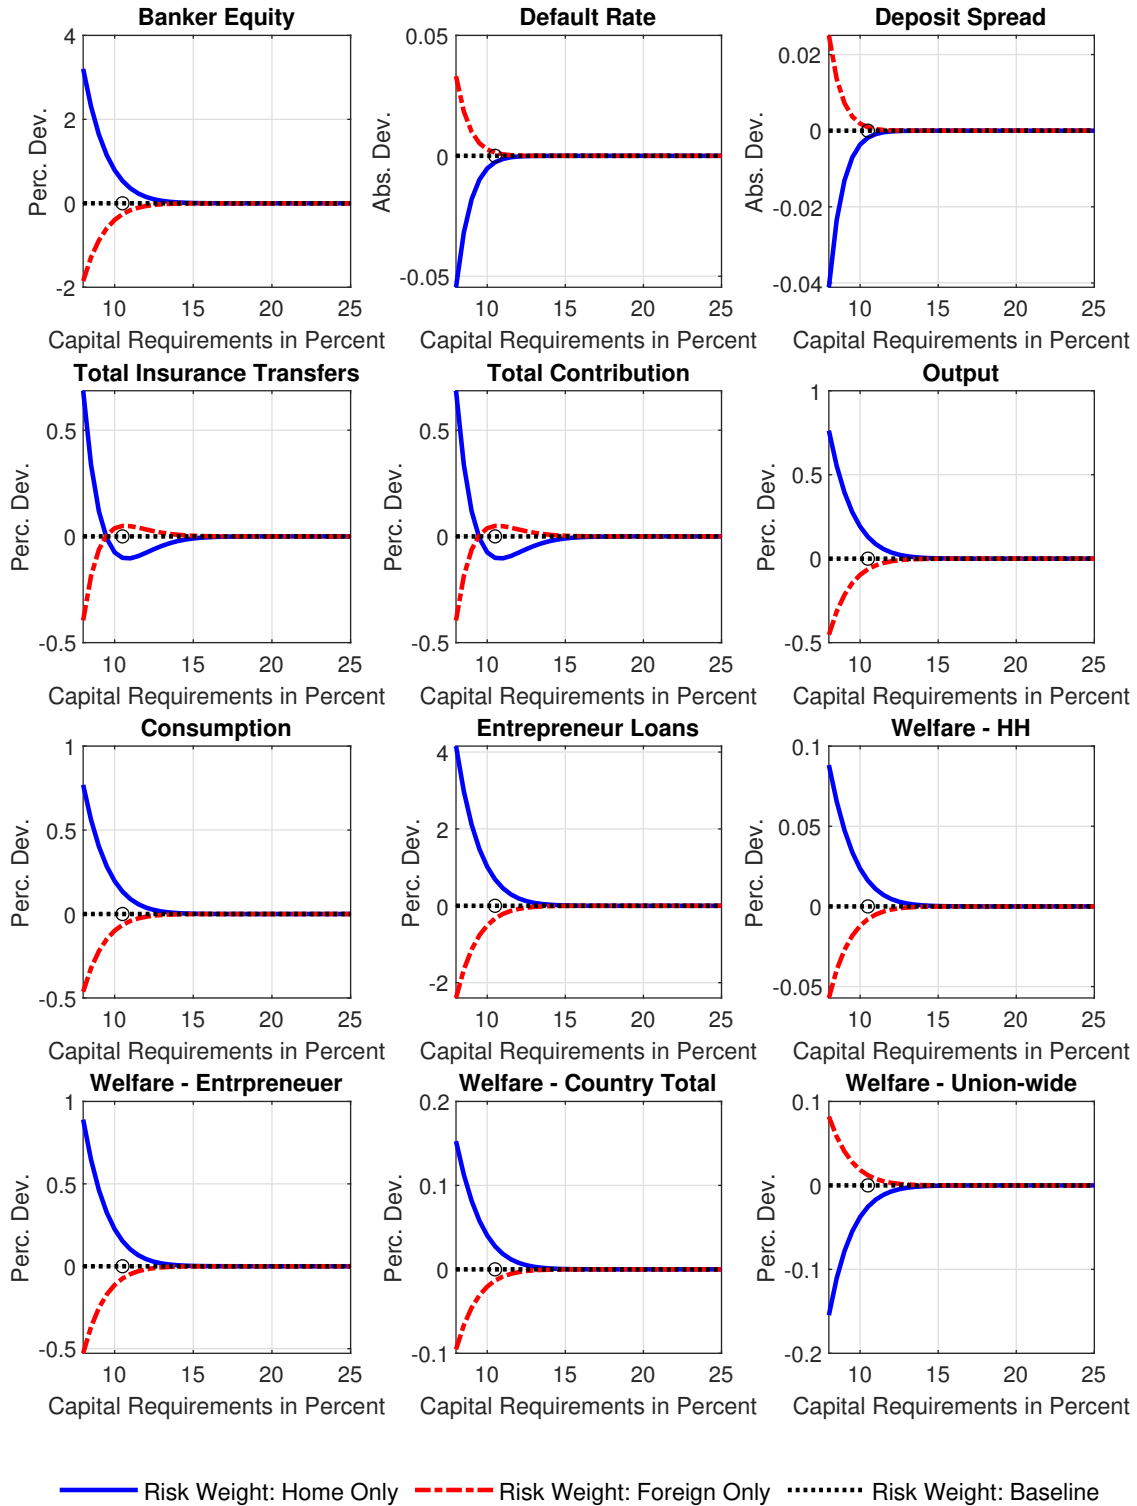 Banker Equity
Default Rate
Deposit Spread
4
2
0
-2
Perc. Dev.
10 15 20 25
Capital Requirements in Percent
0.05
0
-0.05
Abs. Dev.
10 15 20 25
Capital Requirements in Percent
0.02
0
-0.02
-0.04
Abs. Dev.
10 15 20 25
Capital Requirements in Percent
Total Insurance Transfers
Total Contribution
Output
0.5
0
-0.5
Perc. Dev.
10 15 20 25
Capital Requirements in Percent
0.5
0
-0.5
Perc. Dev.
10 15 20 25
Capital Requirements in Percent
1
0.5
0
-0.5
Perc. Dev.
10 15 20 25
Capital Requirements in Percent
Consumption
Entrepreneur Loans
Welfare - HH
1
0.5
0
-0.5
Perc. Dev.
10 15 20 25
Capital Requirements in Percent
4
2
0
-2
Perc. Dev.
10 15 20 25
Capital Requirements in Percent
0.1
0.05
0
-0.05
Perc. Dev.
10 15 20 25
Capital Requirements in Percent
Welfare - Entrpreneuer
Welfare - Country Total
Welfare - Union-wide
1
0.5
0
-0.5
Perc. Dev.
10 15 20 25
Capital Requirements in Percent
0.2
0.1
0
-0.1
Perc. Dev.
10 15 20 25
Capital Requirements in Percent
0.1
0
-0.1
-0.2
Perc. Dev.
10 15 20 25
Capital Requirements in Percent
Risk Weight: Home Only
Risk Weight: Foreign Only
Risk Weight: Baseline